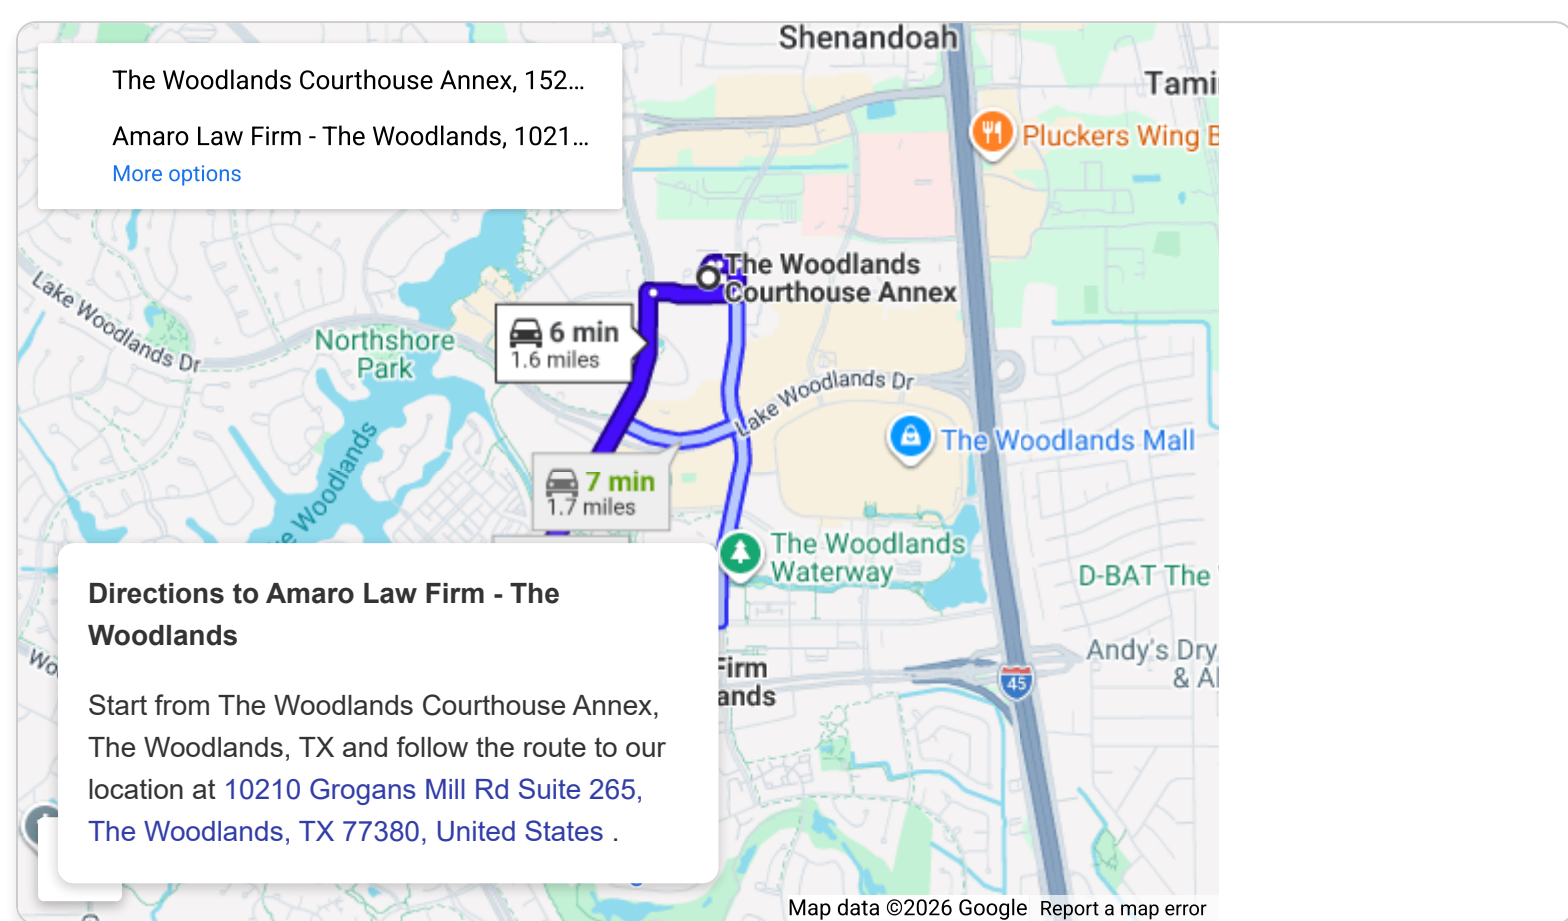 Shenandoah
The Woodlands Courthouse Annex, 152...
Amaro Law Firm - The Woodlands, 1021...
More options
Pluckers Wing
The Woodlands
Courthouse Annex
Lake Woodlands Dr
Northshore
Park
6 min
1.6 miles
Lake Woodlands Dr
The Woodlands Mall
7 min
1.7 miles
Woodlands
The Woodlands
Waterway
D-BAT The
Directions to Amaro Law Firm - The
Woodlands
Start from The Woodlands Courthouse Annex,
The Woodlands, TX and follow the route to our
location at 10210 Grogans Mill Rd Suite 265,
The Woodlands, TX 77380, United States .
Firm
Andy's Dry
&
45
Map data ©2026 Google
Report a map error